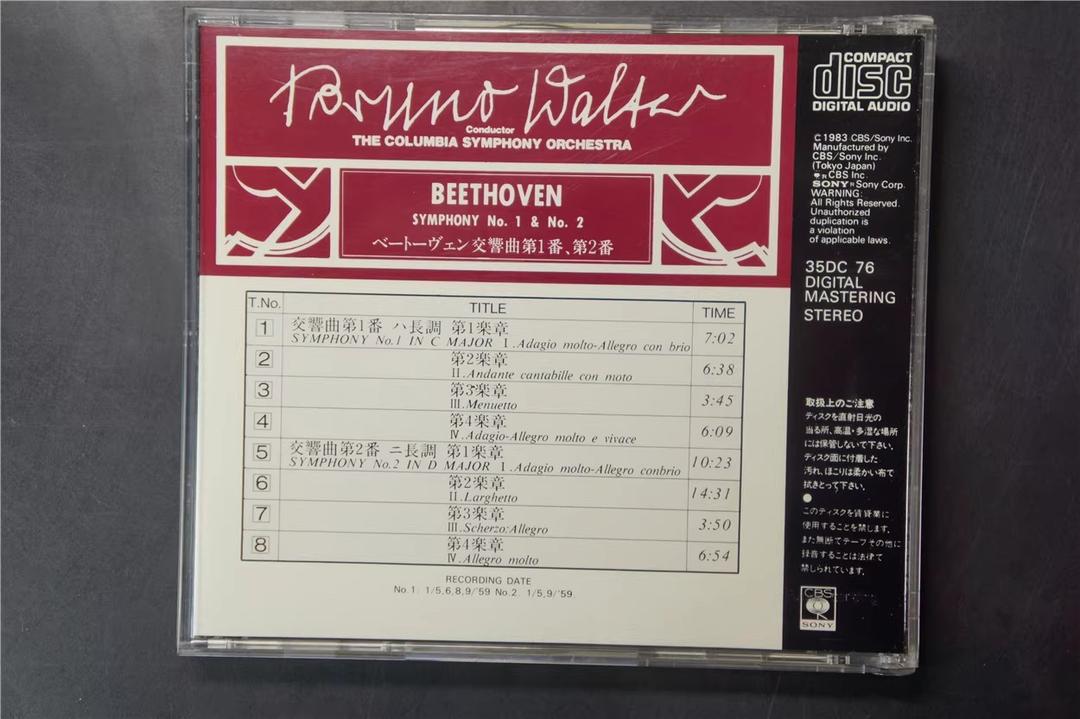 Bruno Walter
Conductor
THE COLUMBIA SYMPHONY ORCHESTRA
BEETHOVEN
SYMPHONY No. 1 & No. 2
ベートーヴェン交響曲第1番、第2番
T.No. TITLE TIME
1 交響曲第1番 ハ長調 第1楽章
SYMPHONY No.1 IN C MAJOR I.Adagio molto-Allegro con brio 7:02
2 第2楽章
II.Andante cantabille con moto 6:38
3 第3楽章
III.Menuetto 3:45
4 第4楽章
IV.Adagio-Allegro molto e vivace 6:09
5 交響曲第2番 ニ長調 第1楽章
SYMPHONY No.2 IN D MAJOR I.Adagio molto-Allegro conbrio 10:23
6 第2楽章
II.Larghetto 14:31
7 第3楽章
III.Scherzo:Allegro 3:50
8 第4楽章
IV.Allegro molto 6:54
RECORDING DATE
No.1. 1/5,6,8,9/'59 No.2. 1/5,9/'59.
COMPACT
disc
DIGITAL AUDIO
©1983 CBS/Sony Inc.
Manufactured by
CBS/Sony Inc.
(Tokyo Japan)
R CBS Inc.
SONY R Sony Corp.
WARNING:
All Rights Reserved.
Unauthorized
duplication is
a violation
of applicable laws.
35DC 76
DIGITAL
MASTERING
STEREO
取扱上のご注意
ディスクを直射日光の
当る所、高温・多湿な場所
には保管しないで下さい。
ディスク面に付着した
汚れ、ほこりは柔かい布で
拭きとって下さい。
●
このディスクを賃貸業に
使用することを禁します。
また無断でテープその他に
録音することは法律で
禁じられています。
CBS
SONY